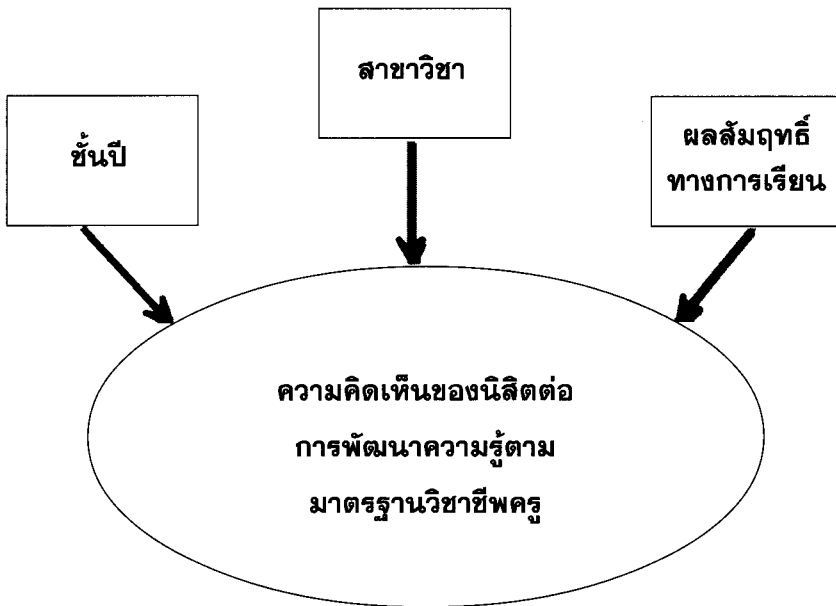 สาขาวิชา
ชั้นปี
ผลสัมฤทธิ์
ทางการเรียน
ความคิดเห็นของนิสิตต่อ
การพัฒนาความรู้ตาม
มาตรฐานวิชาชีพครู